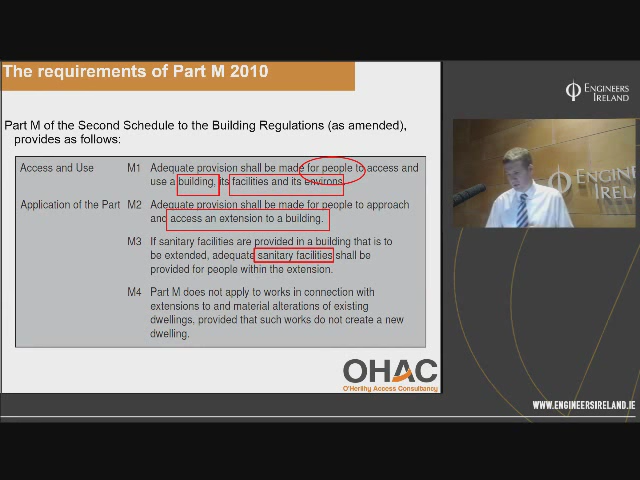 The requirements of Part M 2010
Part M of the Second Schedule to the Building Regulations (as amended),
provides as follows:
Access and Use M1 Adequate provision shall be made for people to access and
use a building, its facilities and its environs.
Application of the Part M2 Adequate provision shall be made for people to approach
and access an extension to a building.
M3 If sanitary facilities are provided in a building that is to
be extended, adequate sanitary facilities shall be
provided for people within the extension.
M4 Part M does not apply to works in connection with
extensions to and material alterations of existing
dwellings, provided that such works do not create a new
dwelling.
OHAC
O'Herlihy Access Consultancy
ENGINEERS
IRELAND
ENGINEERS
IRELAND
WWW.ENGINEERSIRELAND.IE